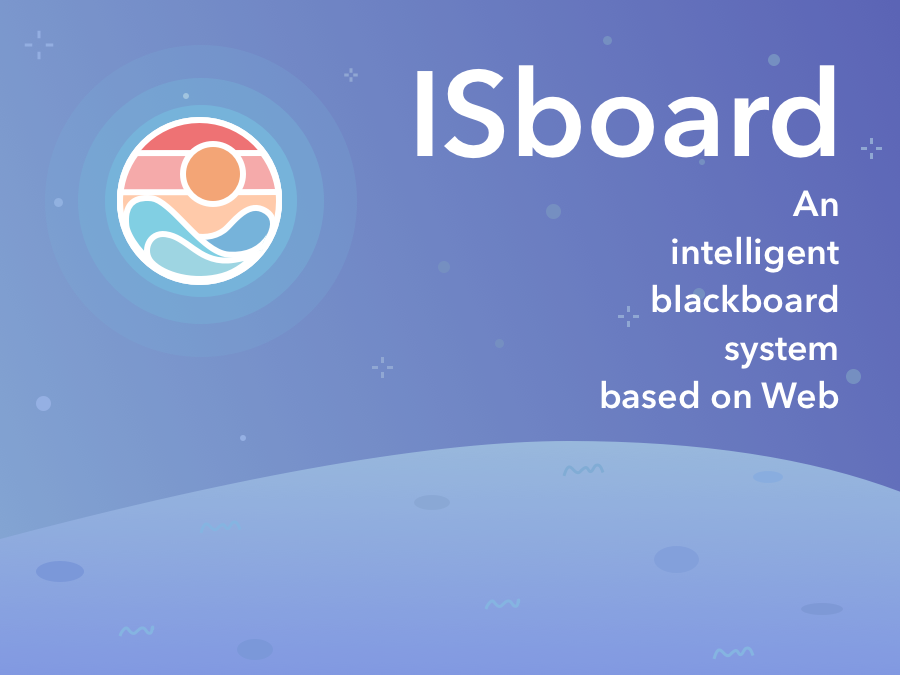 ISboard
An
intelligent
blackboard
system
based on Web